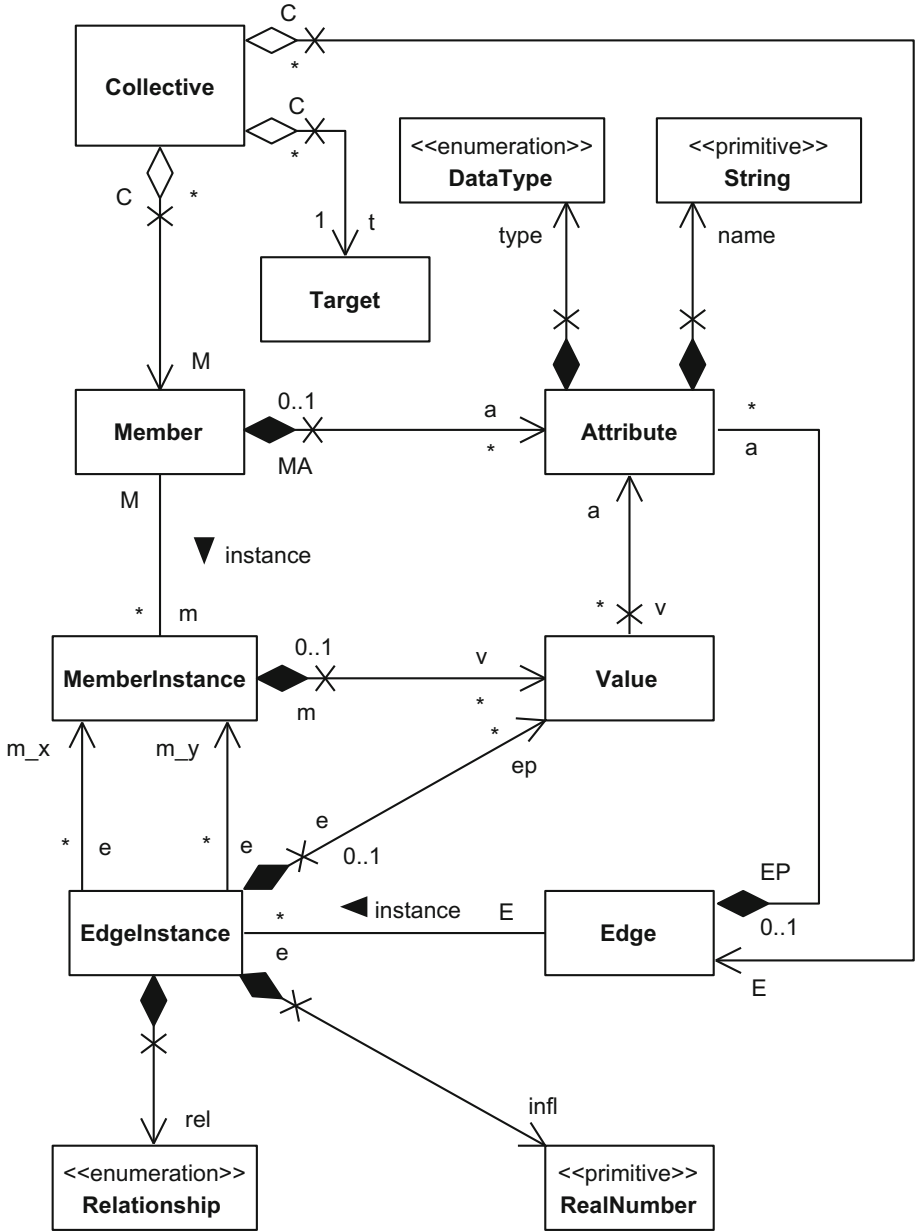 C
*
Collective
C
*
C
*
<<enumeration>>
DataType
<<primitive>>
String
1
t
type
name
Target
M
0..1
a
*
Member
Attribute
MA
*
a
M
a
instance
*
m
*
v
0..1
v
MemberInstance
Value
m
*
*
m_x
m_y
ep
e
*
e
*
e
0..1
EP
instance
*
E
EdgeInstance
Edge
0..1
e
E
rel
infl
<<enumeration>>
Relationship
<<primitive>>
RealNumber